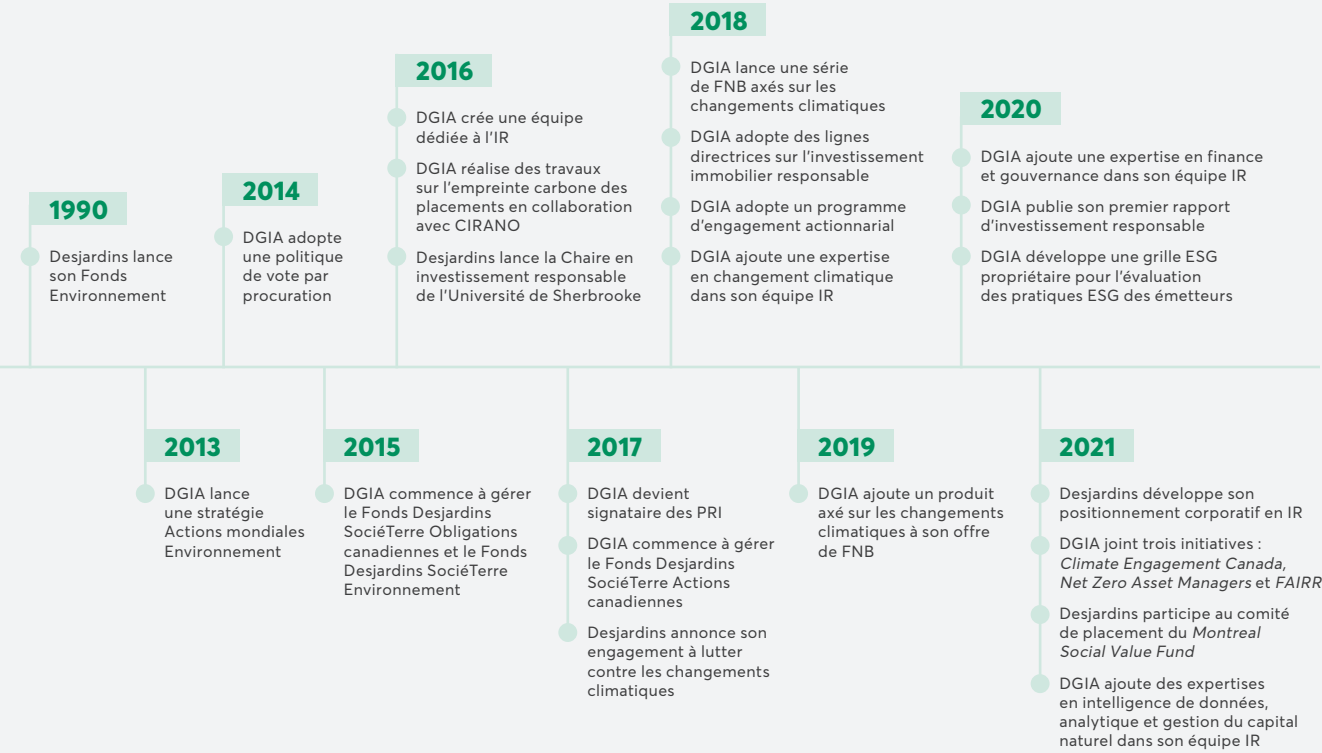 1990
Desjardins lance
son Fonds
Environnement
2013
DGIA lance
une stratégie
Actions mondiales
Environnement
2014
DGIA adopte
une politique
de vote par
procuration
2015
DGIA commence à gérer
le Fonds Desjardins
SociéTerre Obligations
canadiennes et le Fonds
Desjardins SociéTerre
Environnement
2016
DGIA crée une équipe
dédiée à l'IR
DGIA réalise des travaux
sur l'empreinte carbone des
placements en collaboration
avec CIRANO
Desjardins lance la Chaire en
investissement responsable
de l'Université de Sherbrooke
2017
DGIA devient
signataire des PRI
DGIA commence à gérer
le Fonds Desjardins
SociéTerre Actions
canadiennes
Desjardins annonce son
engagement à lutter
contre les changements
climatiques
2018
DGIA lance une série
de FNB axés sur les
changements climatiques
DGIA adopte des lignes
directrices sur l'investissement
immobilier responsable
DGIA adopte un programme
d'engagement actionnarial
DGIA ajoute une expertise
en changement climatique
dans son équipe IR
2019
DGIA ajoute un produit
axé sur les changements
climatiques à son offre
de FNB
2020
DGIA ajoute une expertise en finance
et gouvernance dans son équipe IR
DGIA publie son premier rapport
d'investissement responsable
DGIA développe une grille ESG
propriétaire pour l'évaluation
des pratiques ESG des émetteurs
2021
Desjardins développe son
positionnement corporatif en IR
DGIA joint trois initiatives :
Climate Engagement Canada,
Net Zero Asset Managers et FAIRR
Desjardins participe au comité
de placement du Montreal
Social Value Fund
DGIA ajoute des expertises
en intelligence de données,
analytique et gestion du capital
naturel dans son équipe IR